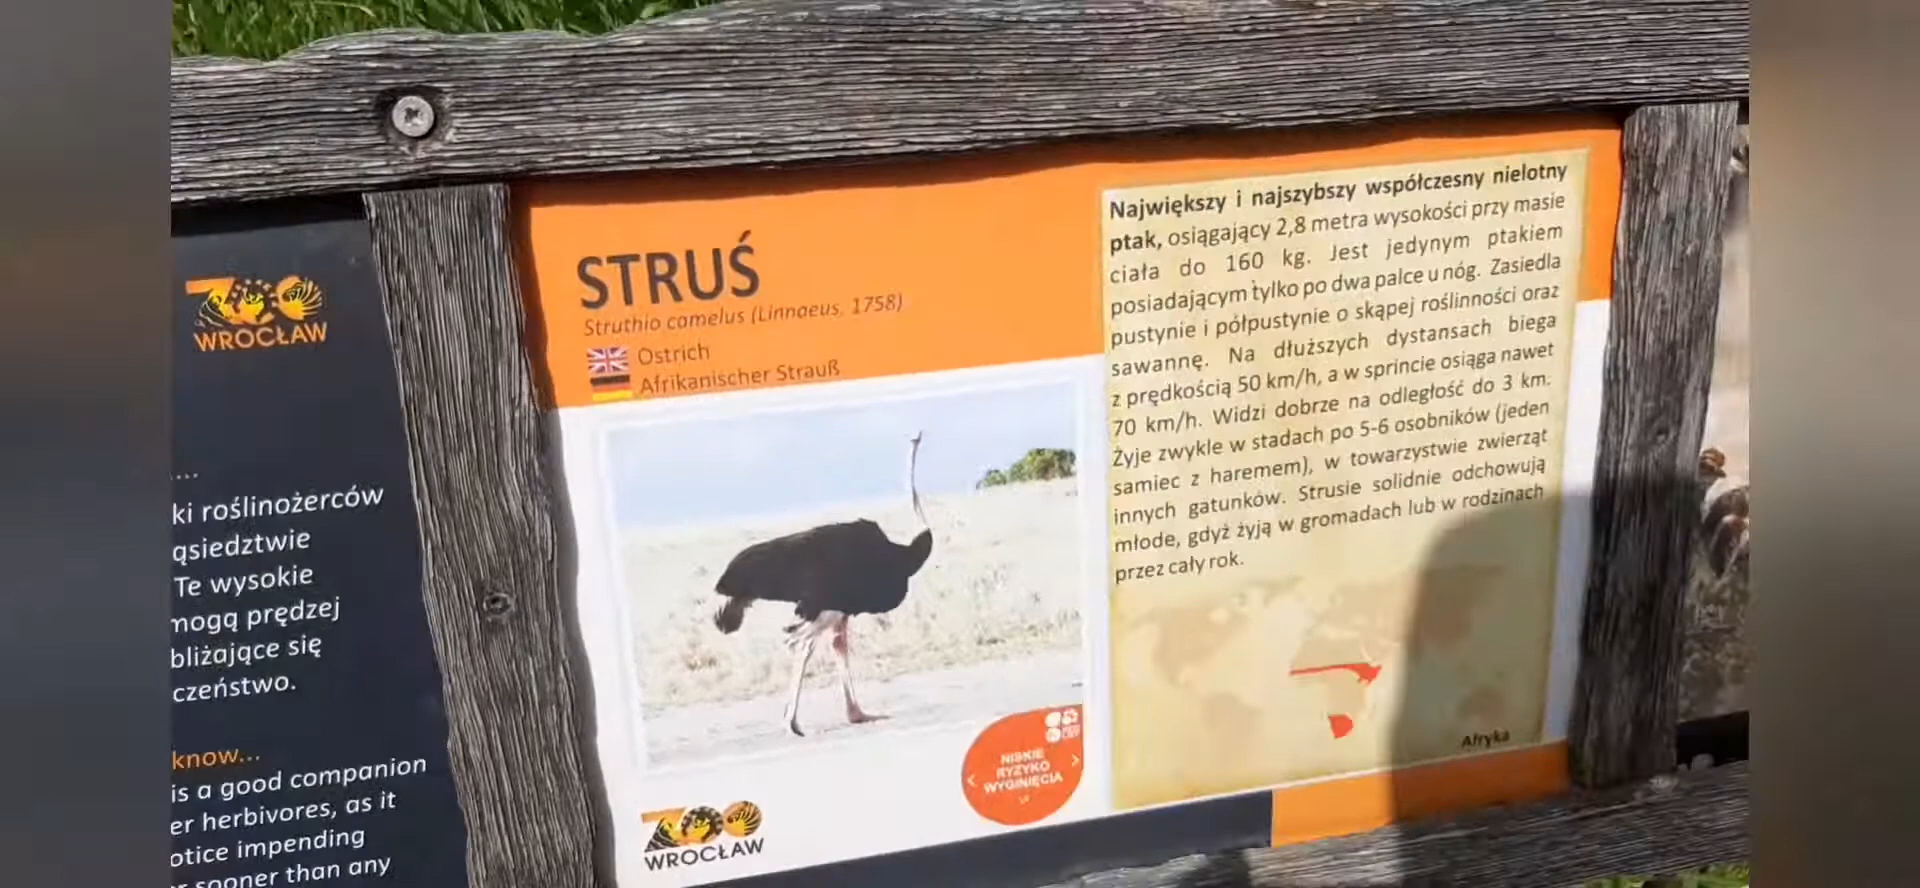 ZOO
WROCŁAW
...
ki roślinożerców
ąsiedztwie
Te wysokie
mogą prędzej
bliżające się
czeństwo.
know...
is a good companion
er herbivores, as it
otice impending
r sooner than any
STRUŚ
Struthio camelus (Linnaeus, 1758)
Ostrich
Afrikanischer Strauß
NISKIE
RYZYKO
WYGINIĘCIA
ZOO
WROCŁAW
Największy i najszybszy współczesny nielotny
ptak, osiągający 2,8 metra wysokości przy masie
ciała do 160 kg. Jest jedynym ptakiem
posiadającym tylko po dwa palce u nóg. Zasiedla
pustynie i półpustynie o skąpej roślinności oraz
sawannę. Na dłuższych dystansach biega
z prędkością 50 km/h, a w sprincie osiąga nawet
70 km/h. Widzi dobrze na odległość do 3 km.
Żyje zwykle w stadach po 5-6 osobników (jeden
samiec z haremem), w towarzystwie zwierząt
innych gatunków. Strusie solidnie odchowują
młode, gdyż żyją w gromadach lub w rodzinach
przez cały rok.
Afryka